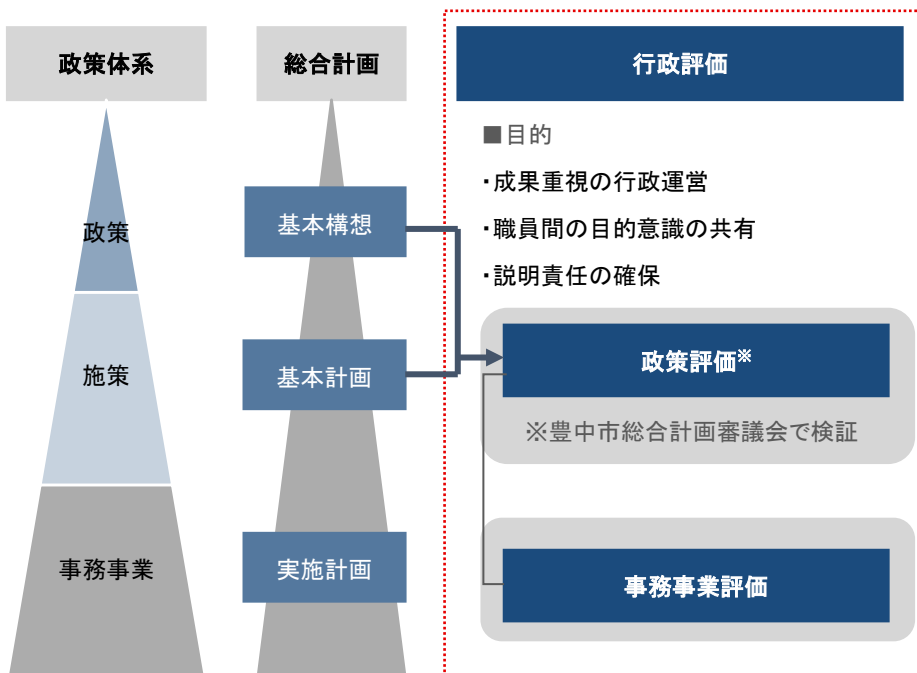 政策体系
政策
施策
事務事業
総合計画
基本構想
基本計画
実施計画
行政評価
■目的
・成果重視の行政運営
・職員間の目的意識の共有
・説明責任の確保
政策評価※
※豊中市総合計画審議会で検証
事務事業評価